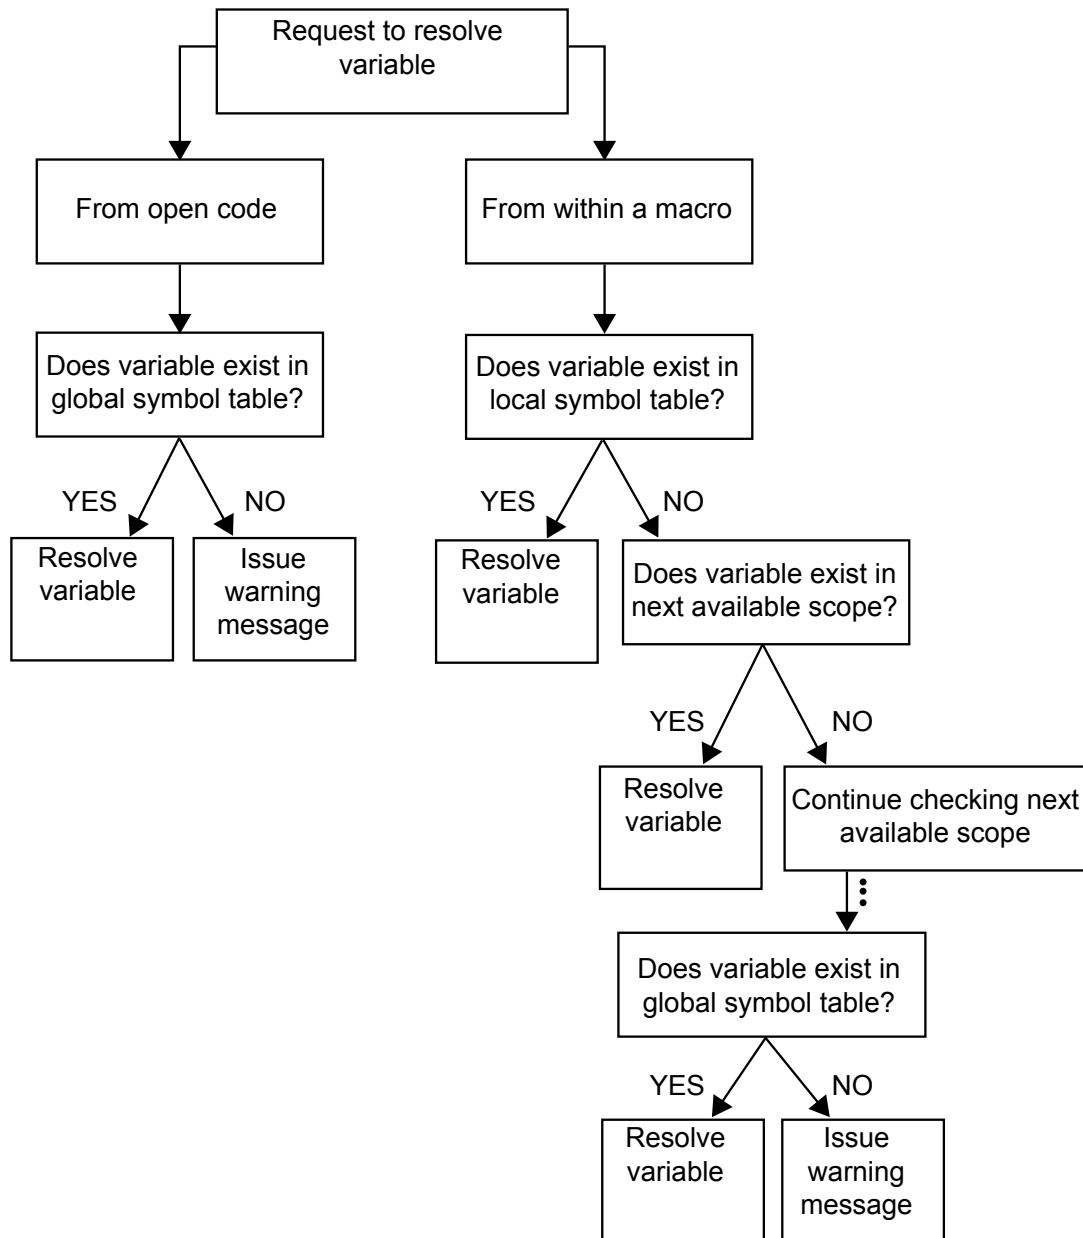 Request to resolve
variable
From open code
From within a macro
Does variable exist in
global symbol table?
Does variable exist in
local symbol table?
YES
NO
YES
NO
Resolve
variable
Issue
warning
message
Resolve
variable
Does variable exist in
next available scope?
YES
NO
Resolve
variable
Continue checking next
available scope
Does variable exist in
global symbol table?
YES
NO
Resolve
variable
Issue
warning
message